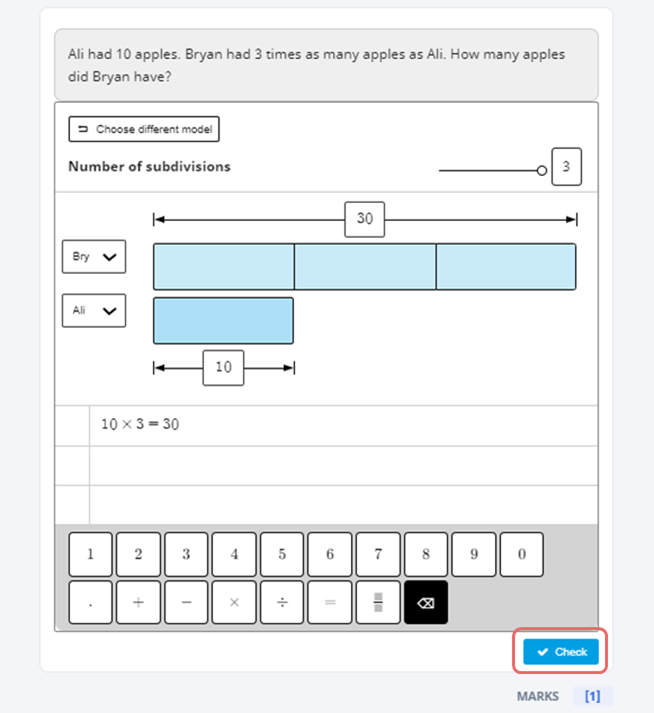 Ali had 10 apples. Bryan had 3 times as many apples as Ali. How many apples
did Bryan have?
Choose different model
Number of subdivisions 3
30
Bry
Ali
10
10 × 3 = 30
1 2 3 4 5 6 7 8 9 0
. + − × ÷ =
Check
MARKS [1]